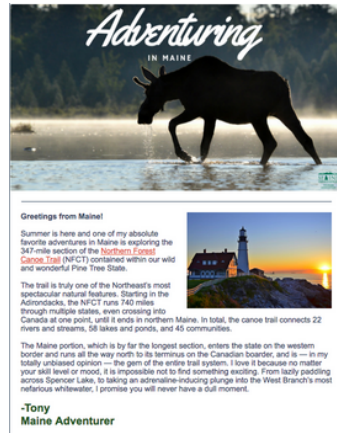 Adventuring
IN MAINE
Greetings from Maine!
Summer is here and one of my absolute
favorite adventures in Maine is exploring the
347-mile section of the Northern Forest
Canoe Trail (NFCT) contained within our wild
and wonderful Pine Tree State.
The trail is truly one of the Northeast's most
spectacular natural features. Starting in the
Adirondacks, the NFCT runs 740 miles
through multiple states, even crossing into
Canada at one point, until it ends in northern Maine. In total, the canoe trail connects 22
rivers and streams, 58 lakes and ponds, and 45 communities.
The Maine portion, which is by far the longest section, enters the state on the western
border and runs all the way north to its terminus on the Canadian boarder, and is — in my
totally unbiased opinion — the gem of the entire trail system. I love it because no matter
your skill level or mood, it is impossible not to find something exciting. From lazily paddling
across Spencer Lake, to taking an adrenaline-inducing plunge into the West Branch's most
nefarious whitewater, I promise you will never have a dull moment.
-Tony
Maine Adventurer